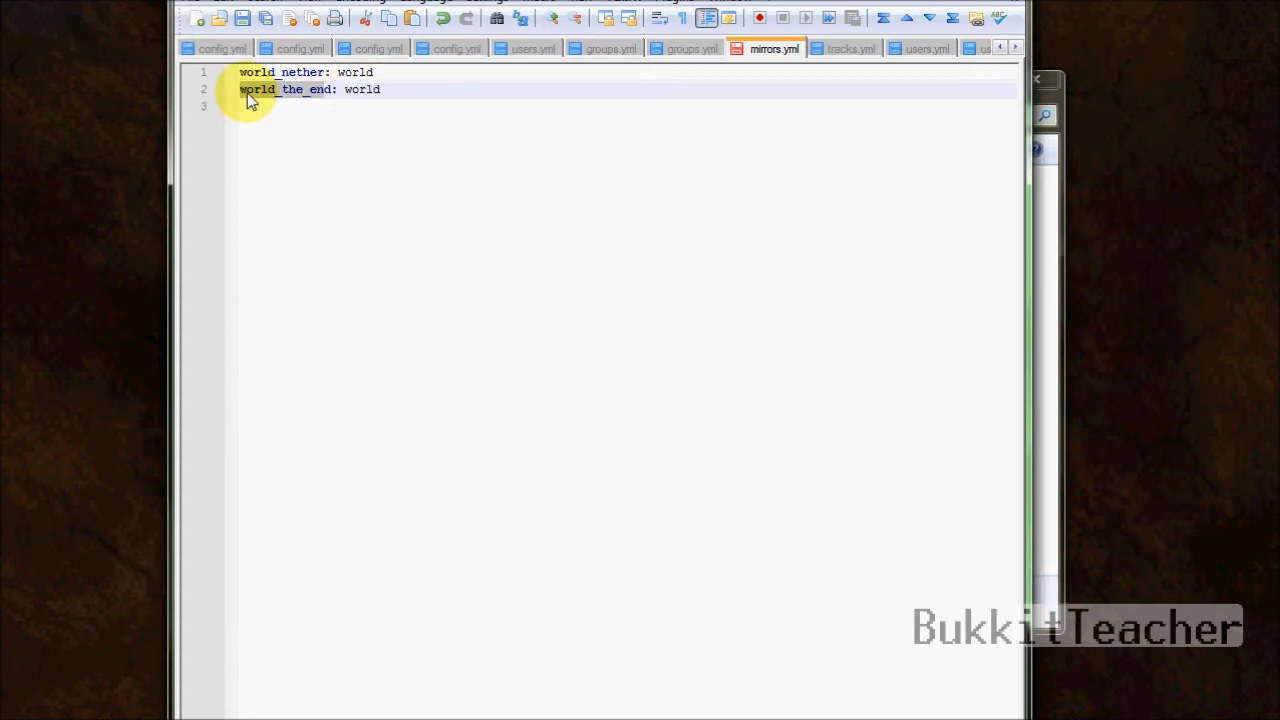 config.yml config.yml config.yml config.yml users.yml groups.yml groups.yml mirrors.yml tracks.yml users.yml us
1 world_nether: world
2 world_the_end: world
3
BukkitTeacher